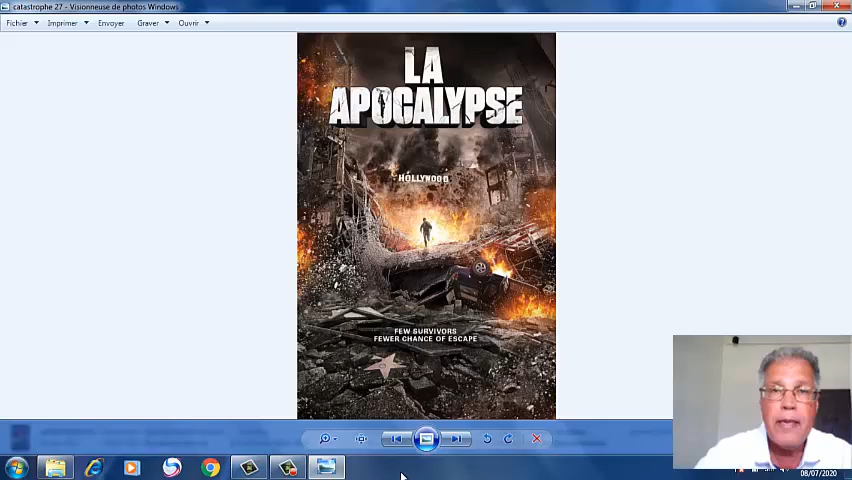 catastrophe 27 - Visionneuse de photos Windows
Fichier Imprimer Envoyer Graver Ouvrir
LA
APOCALYPSE
HOLLYWOOD
FEW SURVIVORS
FEWER CHANCE OF ESCAPE
08/07/2020